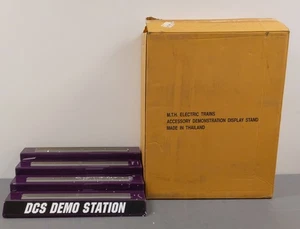 M.T.H. ELECTRIC TRAINS
ACCESSORY DEMONSTRATION DISPLAY STAND
MADE IN THAILAND
DCS DEMO STATION